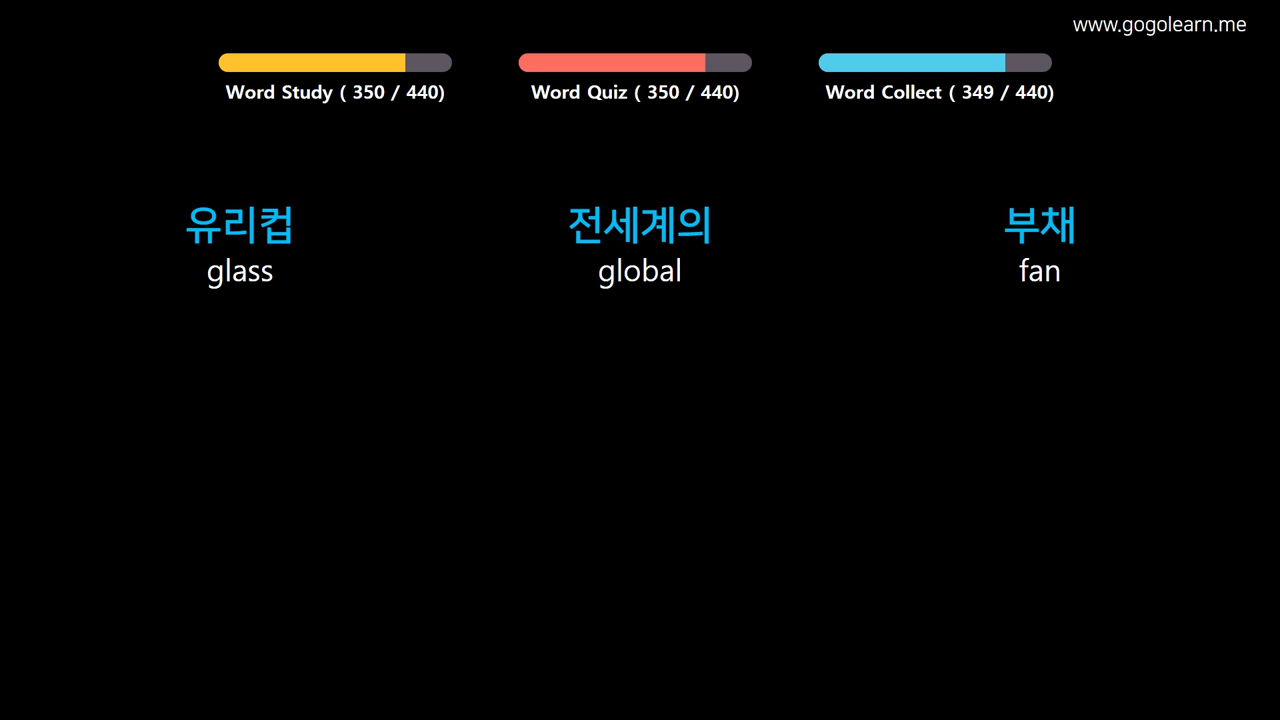 www.gogolearn.me
Word Study ( 350 / 440)
Word Quiz ( 350 / 440)
Word Collect ( 349 / 440)
유리컵
glass
전세계의
global
부채
fan